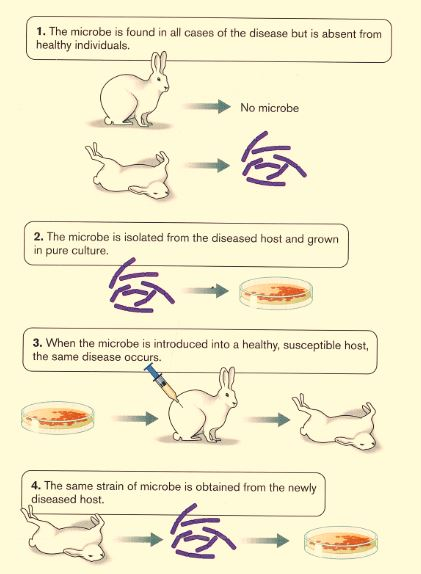 1. The microbe is found in all cases of the disease but is absent from
healthy individuals.
No microbe
2. The microbe is isolated from the diseased host and grown
in pure culture.
3. When the microbe is introduced into a healthy, susceptible host,
the same disease occurs.
4. The same strain of microbe is obtained from the newly
diseased host.